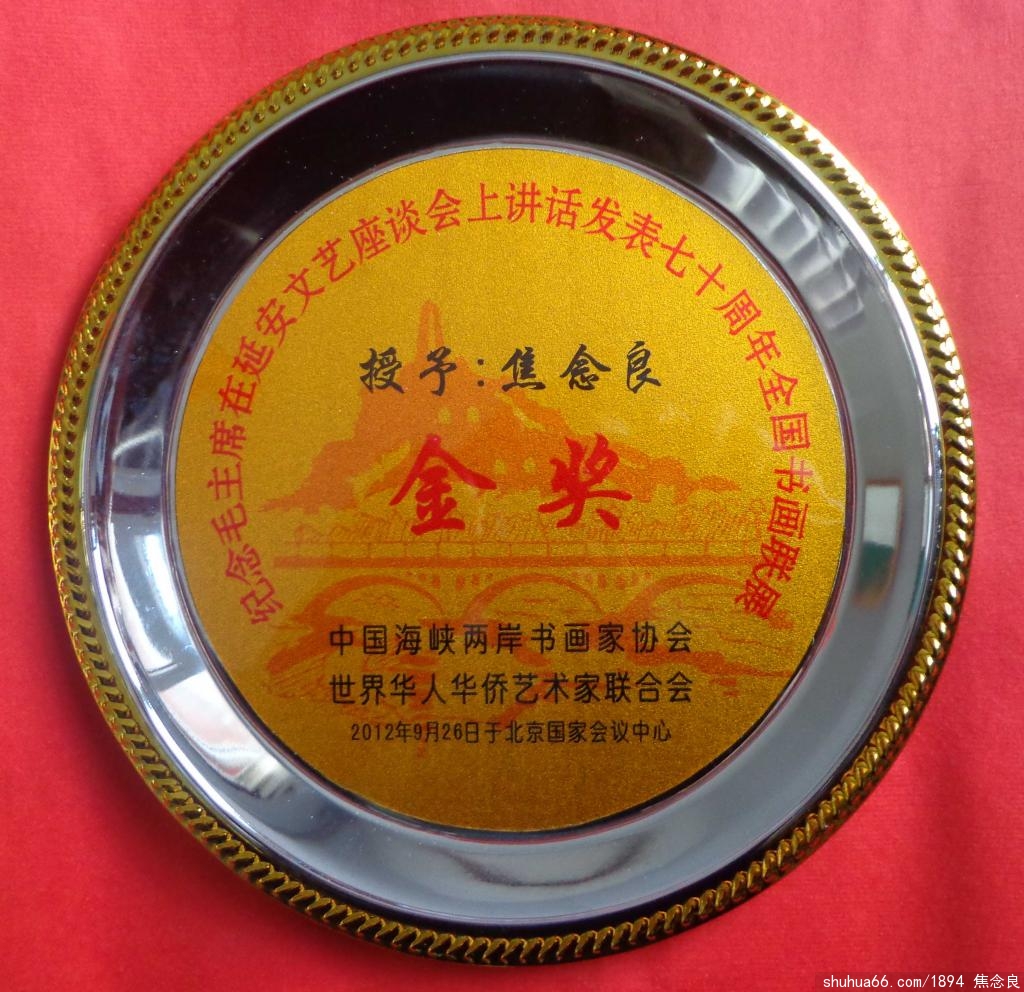 纪念毛主席在延安文艺座谈会上讲话发表七十周年全国书画联展
授予:焦念良
金奖
中国海峡两岸书画家协会
世界华人华侨艺术家联合会
2012年9月26日于北京国家会议中心
shuhua66.com/1894 焦念良